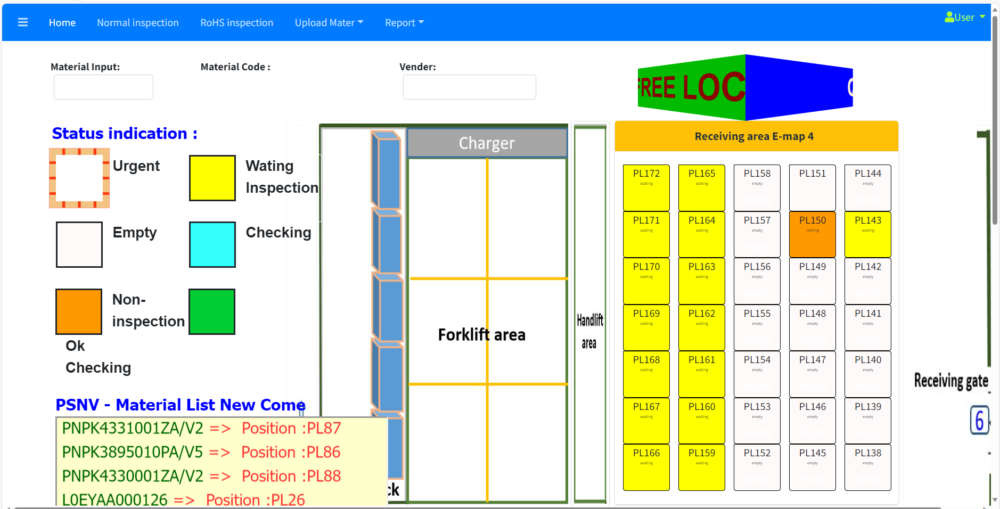 Home Normal inspection RoHS inspection Upload Mater Report User
Material Input: Material Code : Vender:
FREE LOC
Status indication :
Urgent
Wating
Inspection
Empty
Checking
Non-
inspection
Ok
Checking
PSNV - Material List New Come
PNPK4331001ZA/V2 => Position :PL87
PNPK3895010PA/V5 => Position :PL86
PNPK4330001ZA/V2 => Position :PL88
L0EYAA000126 => Position :PL26
Charger
Forklift area
ck
Handlift
area
Receiving area E-map 4
PL172 PL165 PL158 PL151 PL144
waiting waiting empty empty
PL171 PL164 PL157 PL150 PL143
waiting waiting empty nothing waiting
PL170 PL163 PL156 PL149 PL142
waiting waiting empty empty empty
PL169 PL162 PL155 PL148 PL141
waiting waiting empty empty empty
PL168 PL161 PL154 PL147 PL140
waiting waiting empty empty empty
PL167 PL160 PL153 PL146 PL139
waiting waiting empty empty empty
PL166 PL159 PL152 PL145 PL138
waiting waiting empty empty empty
Receiving gate
6